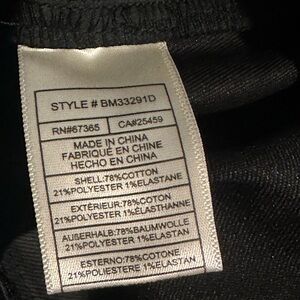 STYLE # BM33291D
RN#67365 CA#25459
MADE IN CHINA
FABRIQUÉ EN CHINE
HECHO EN CHINA
SHELL:78%COTTON
21%POLYESTER 1%ELASTANE
EXTÉRIEUR:78%COTON
21%POLYESTER 1%ELASTHANNE
AUSSERHALB:78%BAUMWOLLE
21%POLYESTER 1%ELASTAN
ESTERNO:78%COTONE
21%POLIESTERE 1%ELASTAN